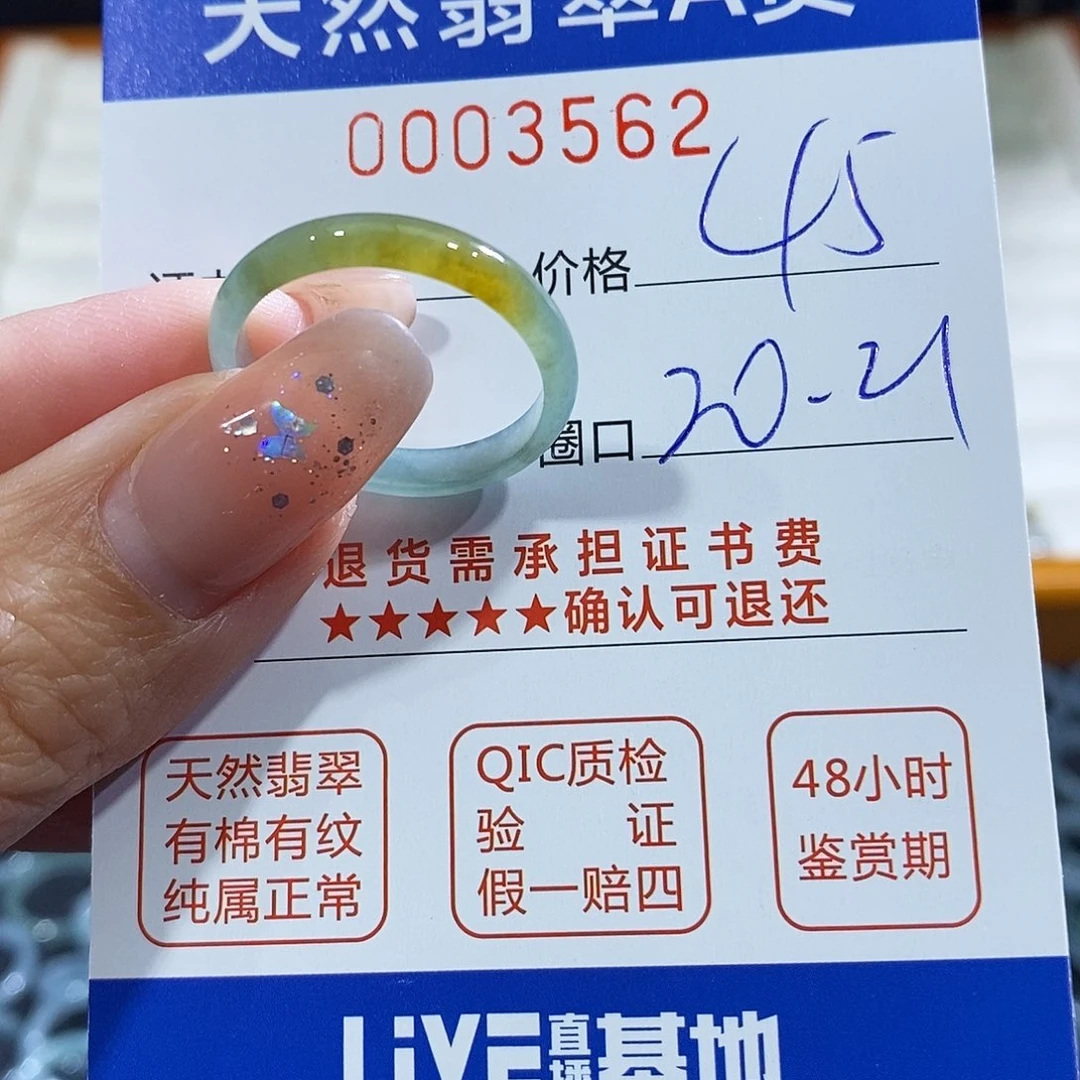 天然翡翠A货
0003562
价格 45
圈口 20-21
退货需承担证书费
★★★★★确认可退还
天然翡翠
有棉有纹
纯属正常
QIC质检
验 证
假一赔四
48小时
鉴赏期
LiVE直播基地